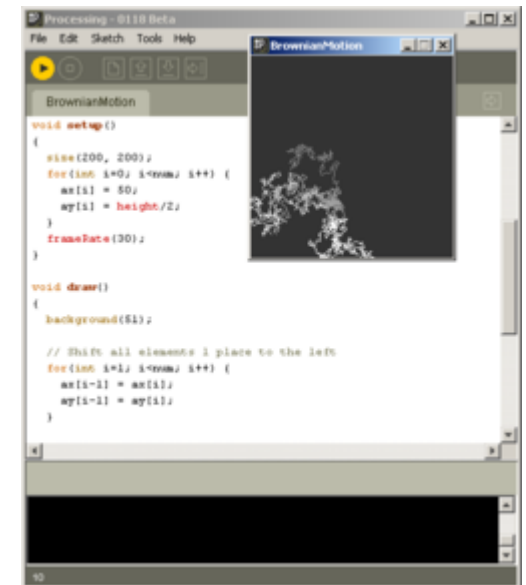 Processing - 0118 Beta
File Edit Sketch Tools Help
BrownianMotion
BrownianMotion
void setup()
{
  size(200, 200);
  for(int i=0; i<num; i++) {
    ax[i] = 50;
    ay[i] = height/2;
  }
  frameRate(30);
}
void draw()
{
  background(51);
  // Shift all elements 1 place to the left
  for(int i=1; i<num; i++) {
    ax[i-1] = ax[i];
    ay[i-1] = ay[i];
  }
10